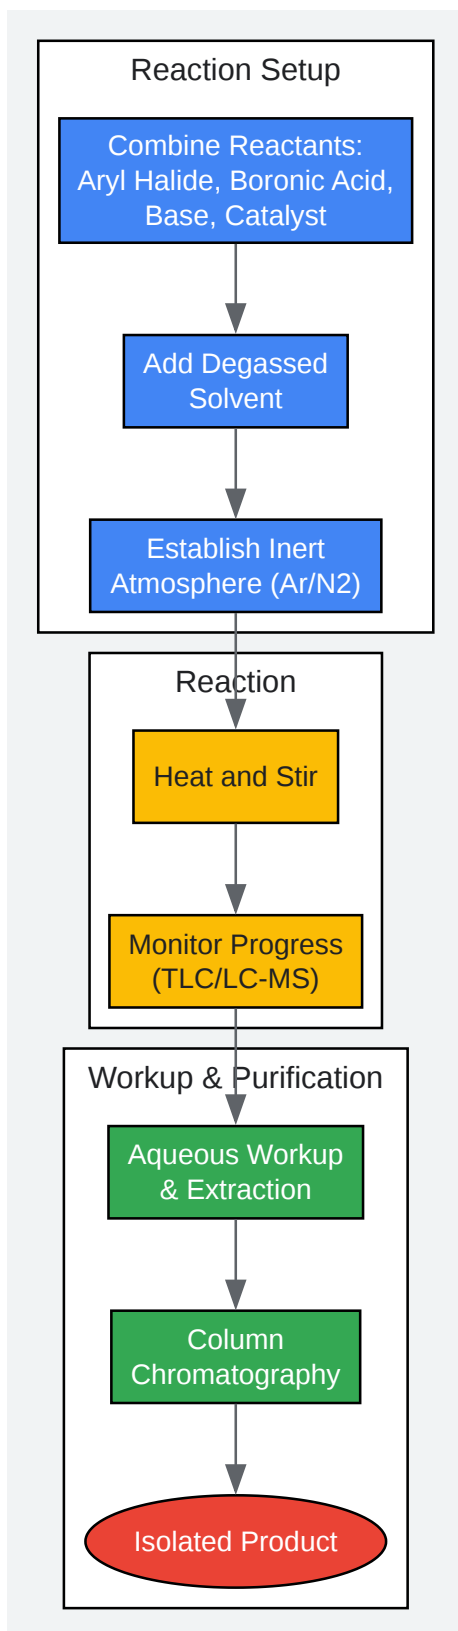 Reaction Setup
Combine Reactants:
Aryl Halide, Boronic Acid,
Base, Catalyst
Add Degassed
Solvent
Establish Inert
Atmosphere (Ar/N2)
Reaction
Heat and Stir
Monitor Progress
(TLC/LC-MS)
Workup & Purification
Aqueous Workup
& Extraction
Column
Chromatography
Isolated Product